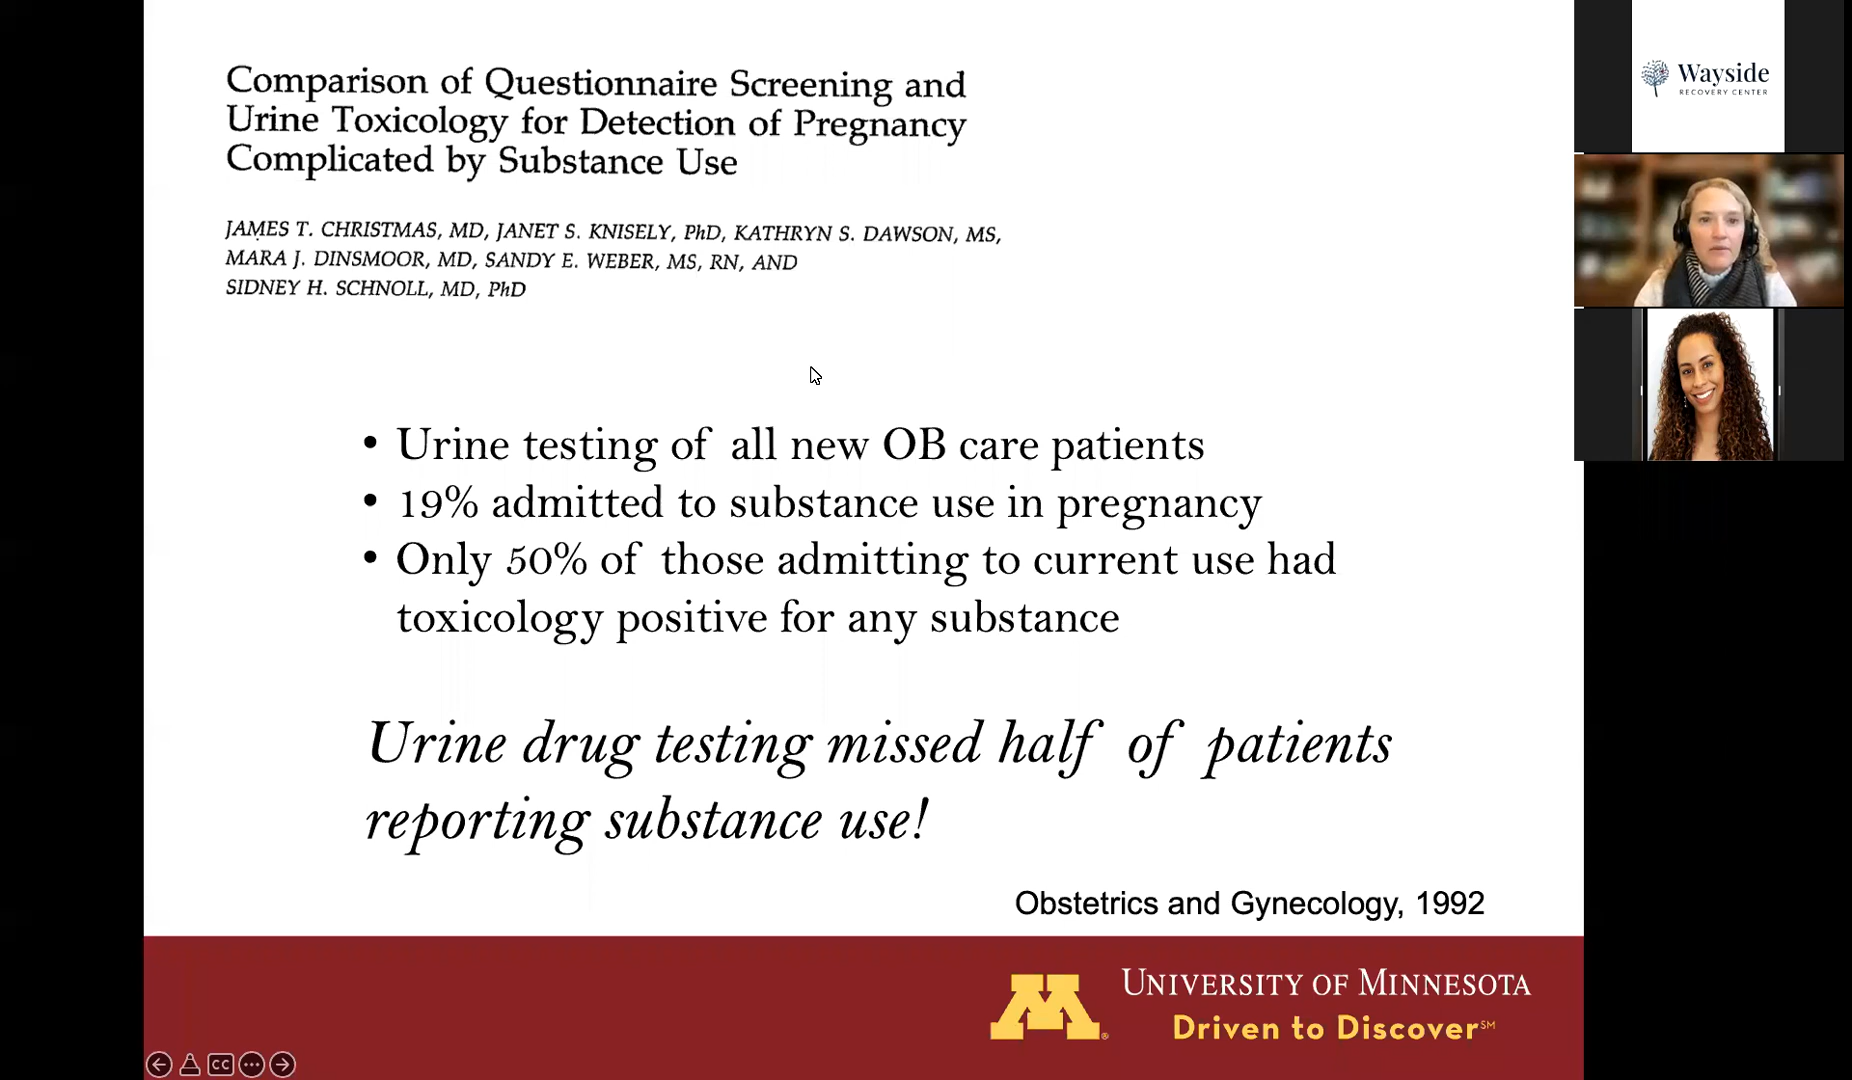 Comparison of Questionnaire Screening and
Urine Toxicology for Detection of Pregnancy
Complicated by Substance Use
JAMES T. CHRISTMAS, MD, JANET S. KNISELY, PhD, KATHRYN S. DAWSON, MS,
MARA J. DINSMOOR, MD, SANDY E. WEBER, MS, RN, AND
SIDNEY H. SCHNOLL, MD, PhD
• Urine testing of all new OB care patients
• 19% admitted to substance use in pregnancy
• Only 50% of those admitting to current use had
toxicology positive for any substance
Urine drug testing missed half of patients
reporting substance use!
Obstetrics and Gynecology, 1992
M®
UNIVERSITY OF MINNESOTA
Driven to Discover℠
CC
Wayside
RECOVERY CENTER